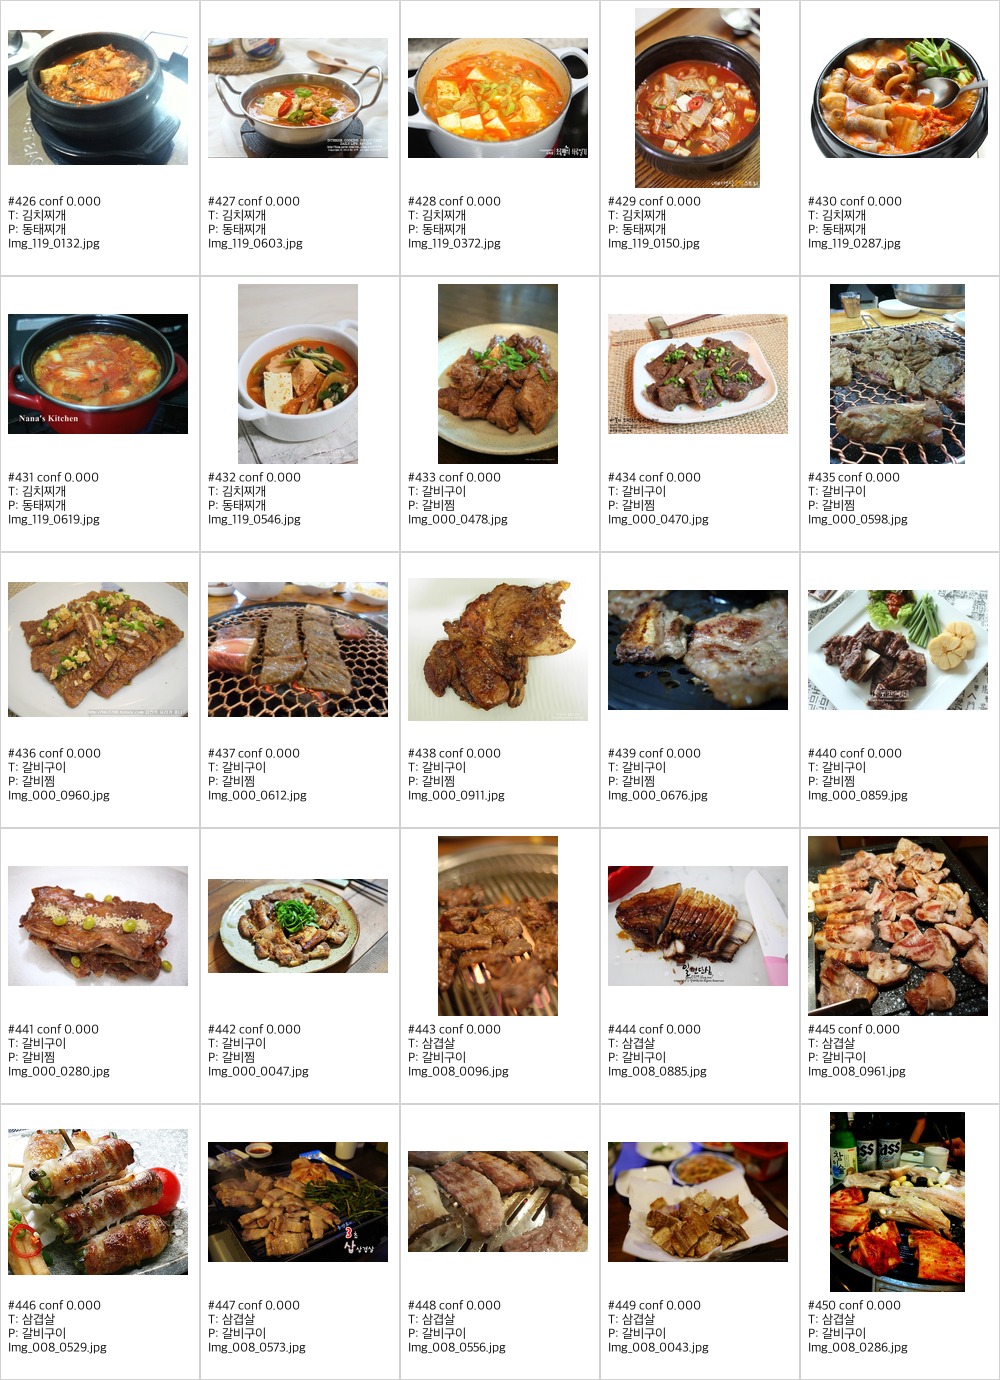 #426 conf 0.000
T: 김치찌개
P: 동태찌개
Img_119_0132.jpg
#427 conf 0.000
T: 김치찌개
P: 동태찌개
Img_119_0603.jpg
#428 conf 0.000
T: 김치찌개
P: 동태찌개
Img_119_0372.jpg
#429 conf 0.000
T: 김치찌개
P: 동태찌개
Img_119_0150.jpg
#430 conf 0.000
T: 김치찌개
P: 동태찌개
Img_119_0287.jpg
Nana's Kitchen
#431 conf 0.000
T: 김치찌개
P: 동태찌개
Img_119_0619.jpg
#432 conf 0.000
T: 김치찌개
P: 동태찌개
Img_119_0546.jpg
#433 conf 0.000
T: 갈비구이
P: 갈비찜
Img_000_0478.jpg
#434 conf 0.000
T: 갈비구이
P: 갈비찜
Img_000_0470.jpg
#435 conf 0.000
T: 갈비구이
P: 갈비찜
Img_000_0598.jpg
#436 conf 0.000
T: 갈비구이
P: 갈비찜
Img_000_0960.jpg
#437 conf 0.000
T: 갈비구이
P: 갈비찜
Img_000_0612.jpg
#438 conf 0.000
T: 갈비구이
P: 갈비찜
Img_000_0911.jpg
#439 conf 0.000
T: 갈비구이
P: 갈비찜
Img_000_0676.jpg
#440 conf 0.000
T: 갈비구이
P: 갈비찜
Img_000_0859.jpg
#441 conf 0.000
T: 갈비구이
P: 갈비찜
Img_000_0280.jpg
#442 conf 0.000
T: 갈비구이
P: 갈비찜
Img_000_0047.jpg
#443 conf 0.000
T: 삼겹살
P: 갈비구이
Img_008_0096.jpg
#444 conf 0.000
T: 삼겹살
P: 갈비구이
Img_008_0885.jpg
#445 conf 0.000
T: 삼겹살
P: 갈비구이
Img_008_0961.jpg
#446 conf 0.000
T: 삼겹살
P: 갈비구이
Img_008_0529.jpg
#447 conf 0.000
T: 삼겹살
P: 갈비구이
Img_008_0573.jpg
#448 conf 0.000
T: 삼겹살
P: 갈비구이
Img_008_0556.jpg
#449 conf 0.000
T: 삼겹살
P: 갈비구이
Img_008_0043.jpg
#450 conf 0.000
T: 삼겹살
P: 갈비구이
Img_008_0286.jpg